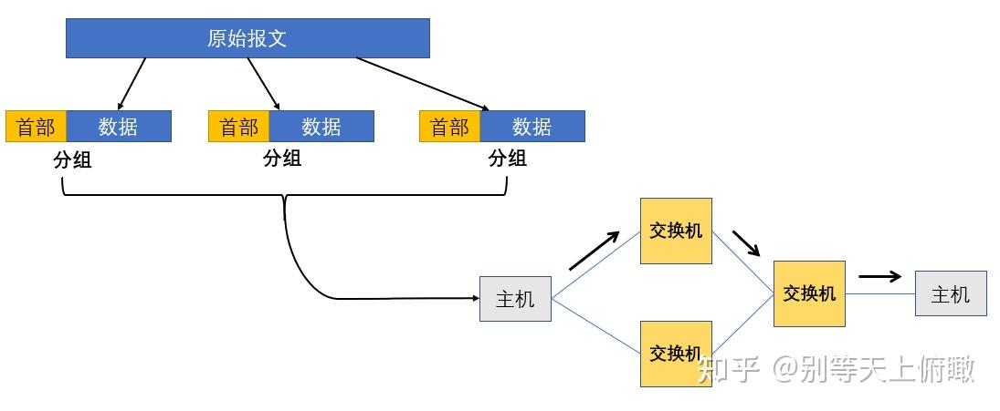 原始报文
首部 数据 首部 数据 首部 数据
分组 分组 分组
交换机
主机
交换机
主机
交换机
知乎 @别等天上俯瞰